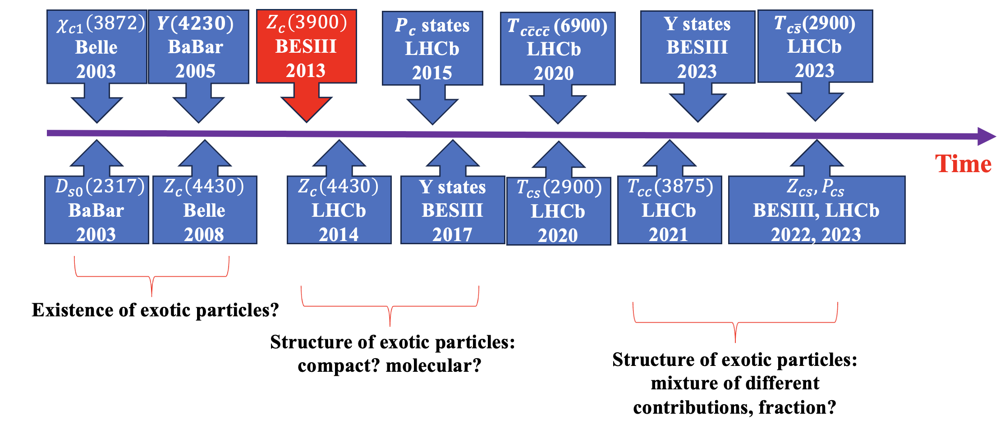 χc1(3872)
Belle
2003
Y(4230)
BaBar
2005
Zc(3900)
BESIII
2013
Pc states
LHCb
2015
Tcc̄cc̄(6900)
LHCb
2020
Y states
BESIII
2023
Tcs̄(2900)
LHCb
2023
Time
Ds0(2317)
BaBar
2003
Zc(4430)
Belle
2008
Zc(4430)
LHCb
2014
Y states
BESIII
2017
Tcs(2900)
LHCb
2020
Tcc(3875)
LHCb
2021
Zcs, Pcs
BESIII, LHCb
2022, 2023
Existence of exotic particles?
Structure of exotic particles:
compact? molecular?
Structure of exotic particles:
mixture of different
contributions, fraction?